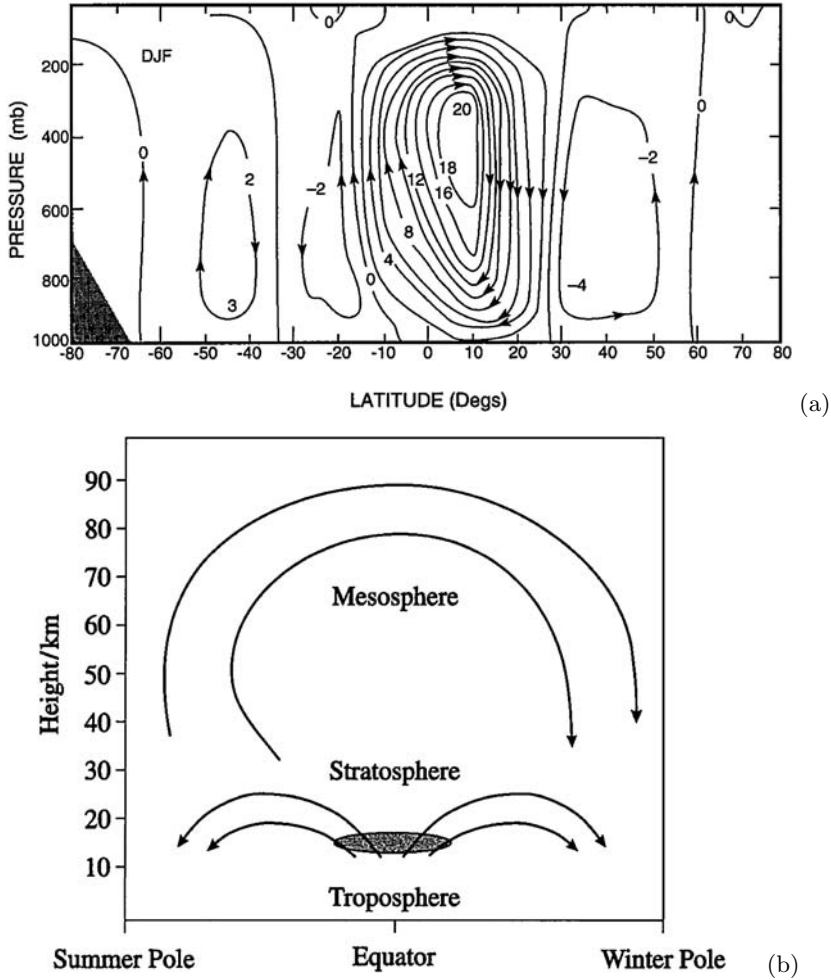 0
0
200
DJF
20
0
400
0
2
-2
-2
PRESSURE (mb)
12
18
16
600
8
4
0
800
3
-4
1000
-80 -70 -60 -50 -40 -30 -20 -10 0 10 20 30 40 50 60 70 80
LATITUDE (Degs)
(a)
90
80
70
Mesosphere
60
Height/km
50
40
Stratosphere
30
20
10
Troposphere
Summer Pole Equator Winter Pole
(b)